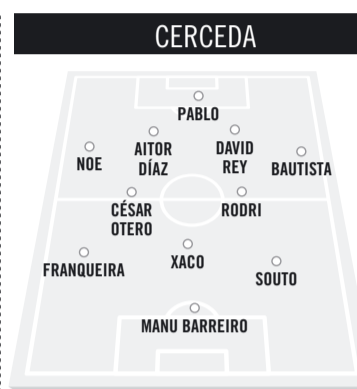 CERCEDA
PABLO
NOE
AITOR
DÍAZ
DAVID
REY
BAUTISTA
CÉSAR
OTERO
RODRI
FRANQUEIRA
XACO
SOUTO
MANU BARREIRO